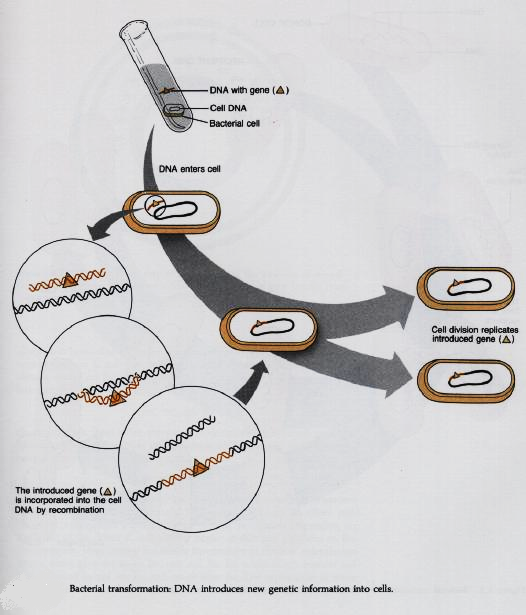 DNA with gene (△)
Cell DNA
Bacterial cell
DNA enters cell
Cell division replicates
introduced gene (△)
The introduced gene (△)
is incorporated into the cell
DNA by recombination
Bacterial transformation: DNA introduces new genetic information into cells.